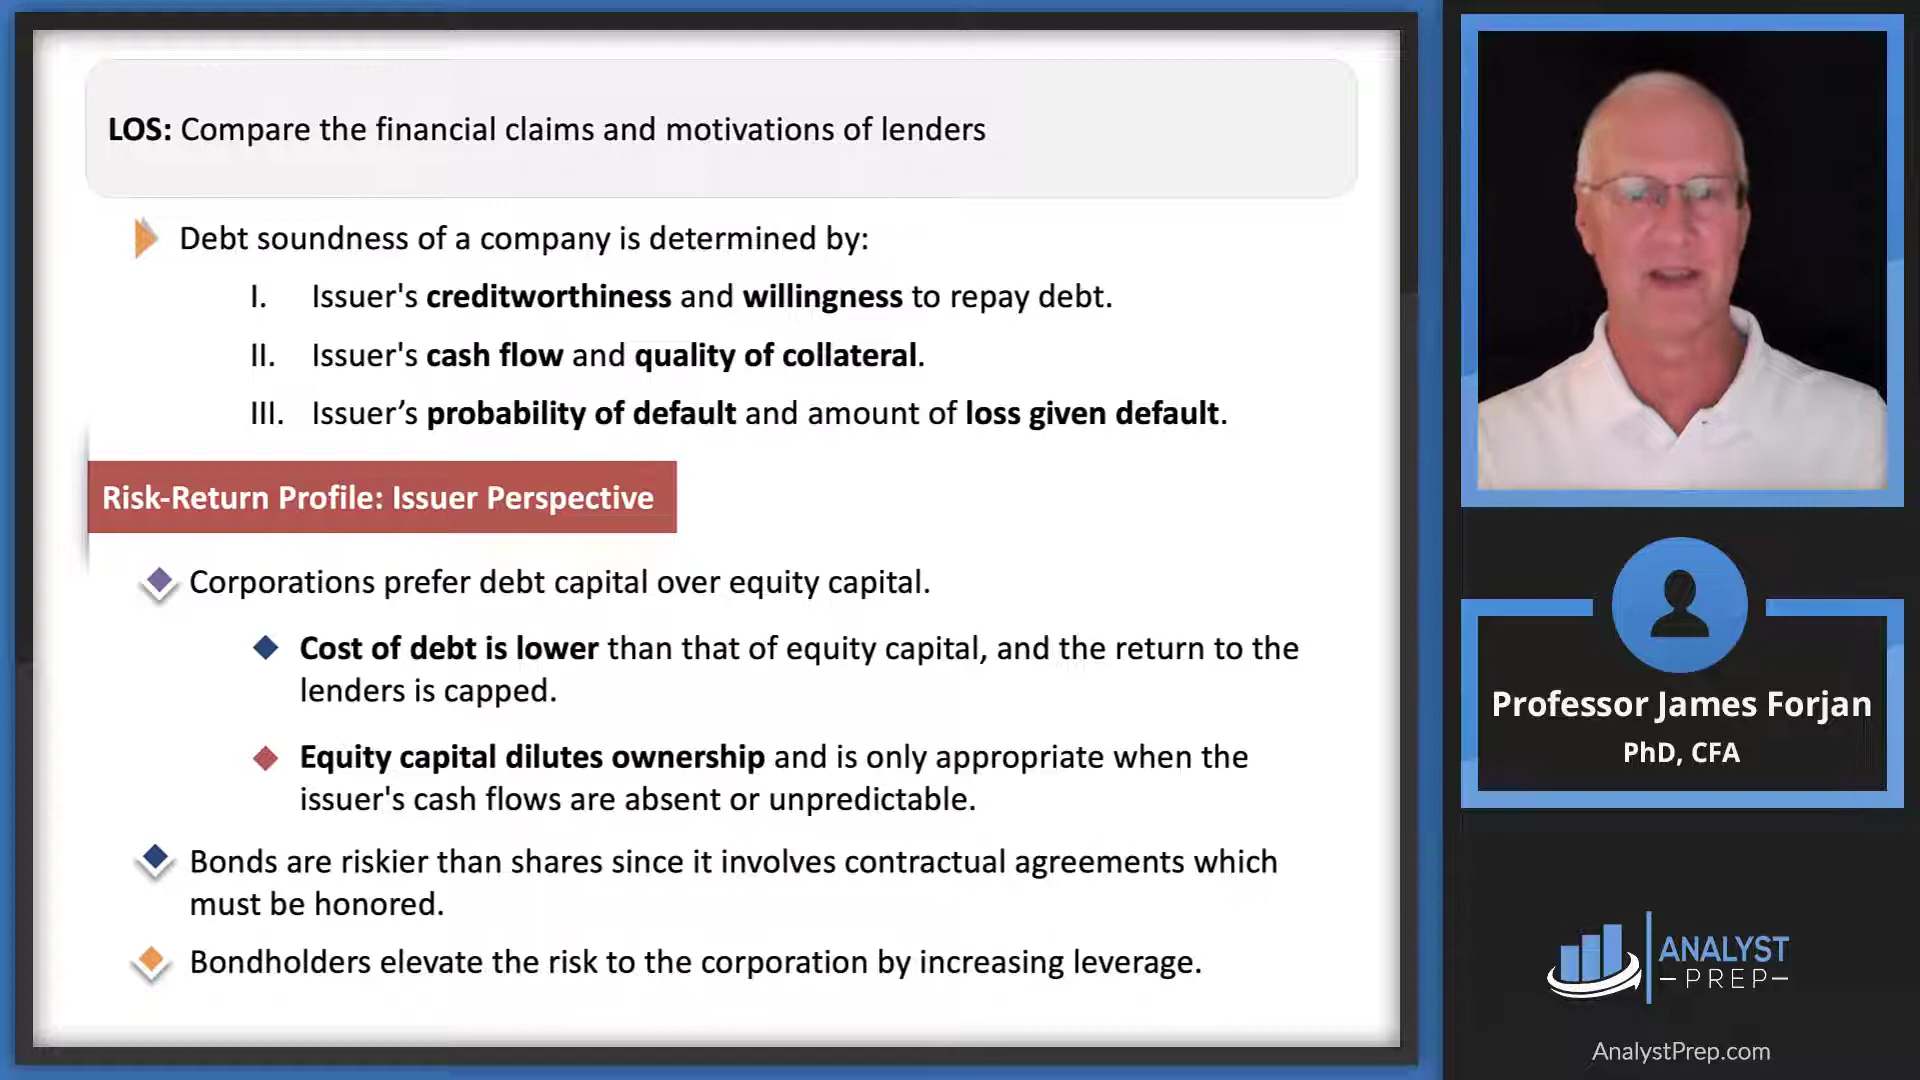 LOS: Compare the financial claims and motivations of lenders
Debt soundness of a company is determined by:
I. Issuer's creditworthiness and willingness to repay debt.
II. Issuer's cash flow and quality of collateral.
III. Issuer’s probability of default and amount of loss given default.
Risk-Return Profile: Issuer Perspective
Corporations prefer debt capital over equity capital.
Cost of debt is lower than that of equity capital, and the return to the
lenders is capped.
Equity capital dilutes ownership and is only appropriate when the
issuer's cash flows are absent or unpredictable.
Bonds are riskier than shares since it involves contractual agreements which
must be honored.
Bondholders elevate the risk to the corporation by increasing leverage.
Professor James Forjan
PhD, CFA
ANALYST
PREP
AnalystPrep.com